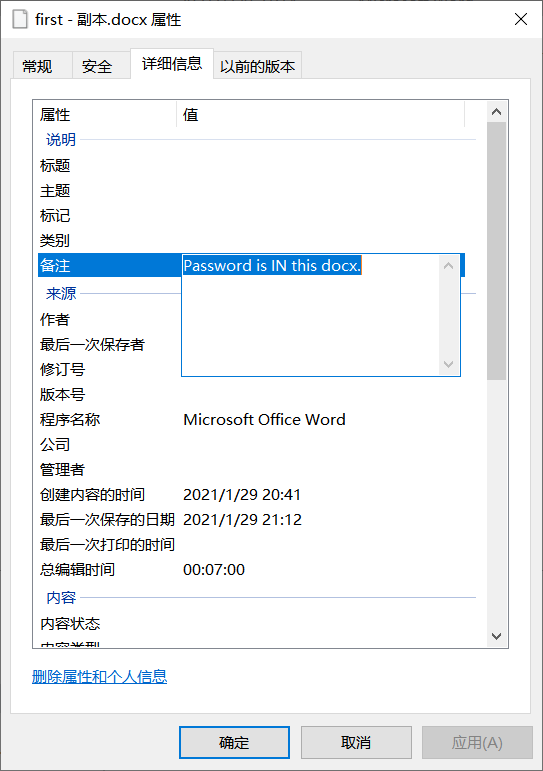 first - 副本.docx 属性
常规 安全 详细信息 以前的版本
属性 值
说明
标题
主题
标记
类别
备注 Password is IN this docx.
来源
作者
最后一次保存者
修订号
版本号
程序名称 Microsoft Office Word
公司
管理者
创建内容的时间 2021/1/29 20:41
最后一次保存的日期 2021/1/29 21:12
最后一次打印的时间
总编辑时间 00:07:00
内容
内容状态
内容类型
删除属性和个人信息
确定 取消 应用(A)